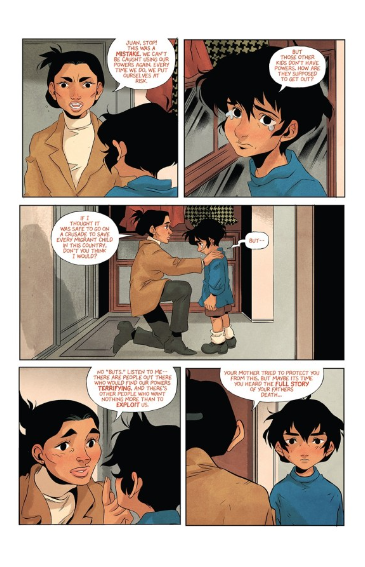 JUAN, STOP!
THIS WAS A
MISTAKE. WE CAN'T
BE CAUGHT USING OUR
POWERS AGAIN. EVERY
TIME WE DO, WE PUT
OURSELVES AT
RISK.
BUT
THOSE OTHER
KIDS DON'T HAVE
POWERS. HOW ARE
THEY SUPPOSED
TO GET OUT?
IF I
THOUGHT IT
WAS SAFE TO GO ON
A CRUSADE TO SAVE
EVERY MIGRANT CHILD
IN THIS COUNTRY,
DON'T YOU THINK
I WOULD?
BUT--
NO "BUTS." LISTEN TO ME--
THERE ARE PEOPLE OUT THERE
WHO WOULD FIND OUR POWERS
TERRIFYING. AND THERE'S
OTHER PEOPLE WHO WANT
NOTHING MORE THAN TO
EXPLOIT US.
YOUR MOTHER TRIED TO PROTECT YOU
FROM THIS, BUT MAYBE ITS TIME
YOU HEARD THE FULL STORY
OF YOUR FATHERS
DEATH...